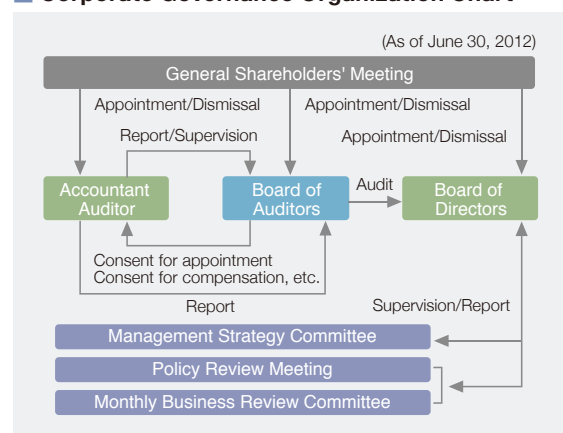 Corporate Governance Organization Chart
(As of June 30, 2012)
General Shareholders' Meeting
Appointment/Dismissal
Appointment/Dismissal
Appointment/Dismissal
Report/Supervision
Accountant
Auditor
Board of
Auditors
Audit
Board of
Directors
Consent for appointment
Consent for compensation, etc.
Report
Supervision/Report
Management Strategy Committee
Policy Review Meeting
Monthly Business Review Committee